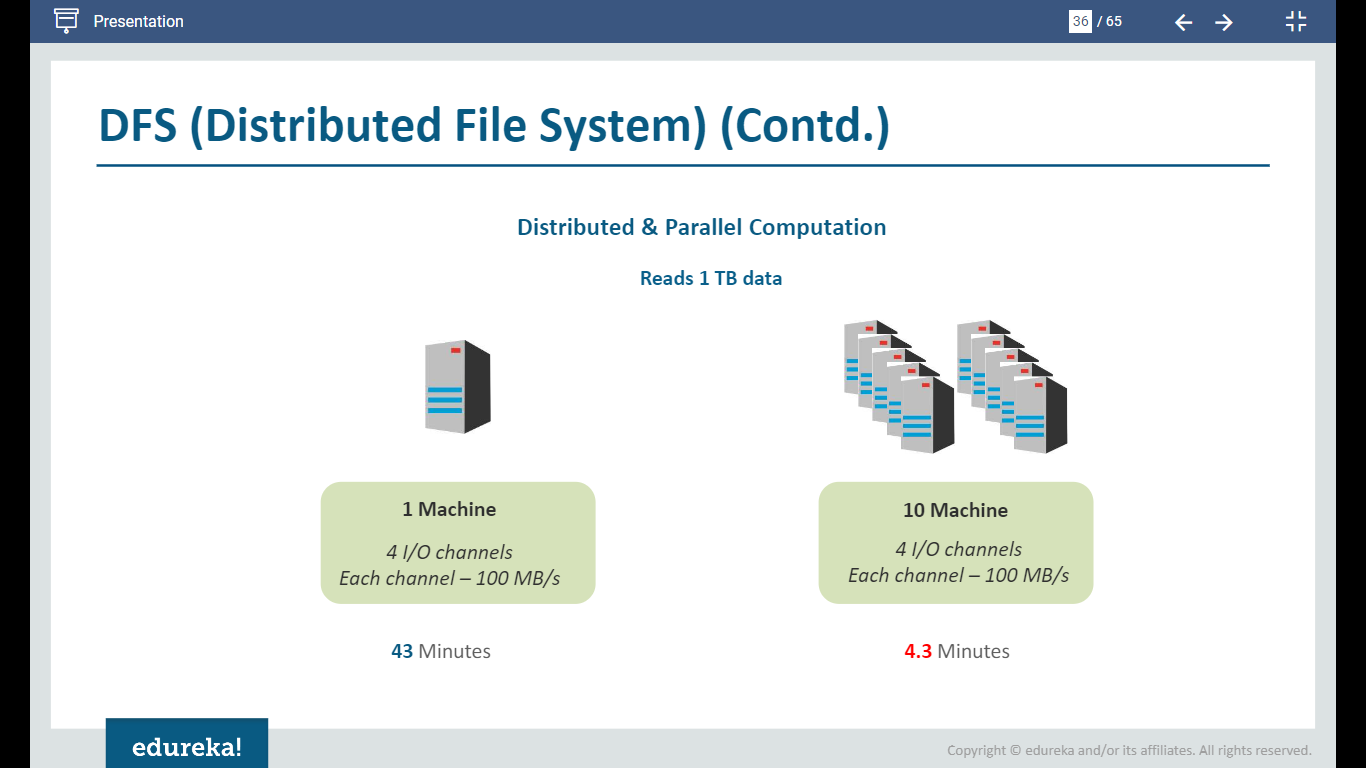 Presentation
36 / 65
DFS (Distributed File System) (Contd.)
Distributed & Parallel Computation
Reads 1 TB data
1 Machine
4 I/O channels
Each channel – 100 MB/s
10 Machine
4 I/O channels
Each channel – 100 MB/s
43 Minutes
4.3 Minutes
edureka!
Copyright © edureka and/or its affiliates. All rights reserved.